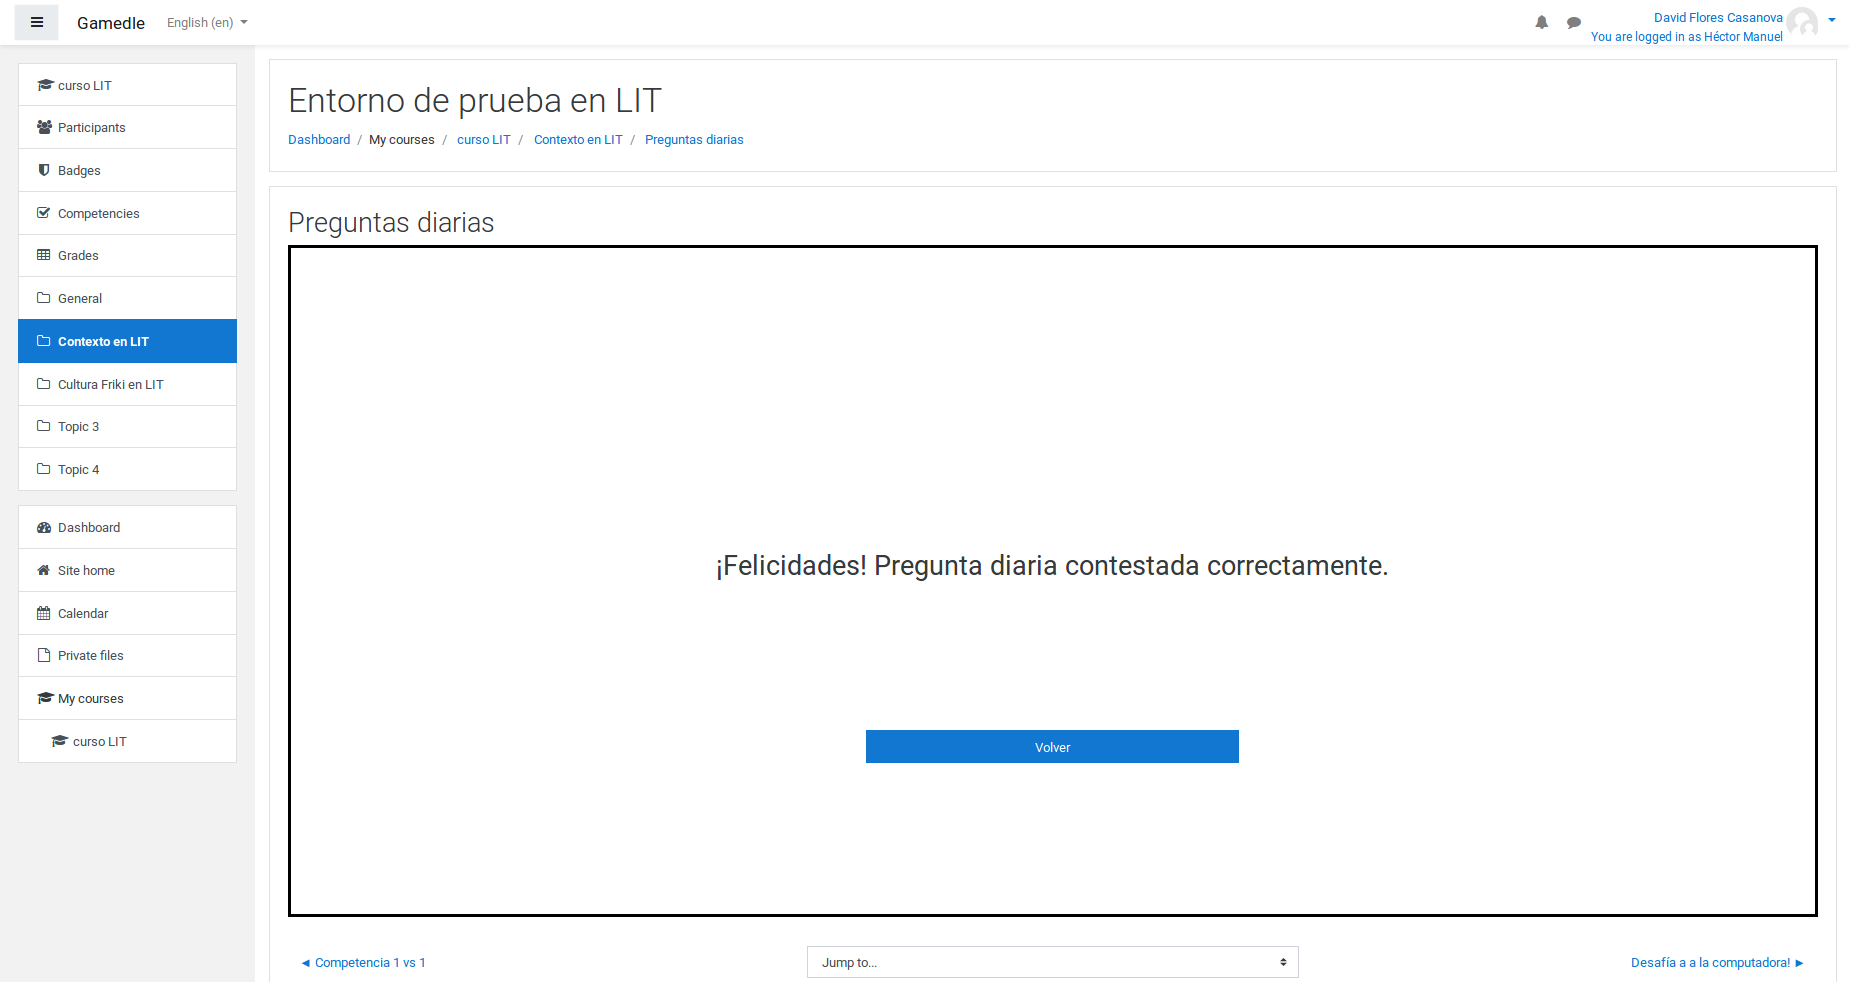 Gamedle English (en)
David Flores Casanova
You are logged in as Héctor Manuel
curso LIT
Participants
Badges
Competencies
Grades
General
Contexto en LIT
Cultura Friki en LIT
Topic 3
Topic 4
Dashboard
Site home
Calendar
Private files
My courses
curso LIT
Entorno de prueba en LIT
Dashboard / My courses / curso LIT / Contexto en LIT / Preguntas diarias
Preguntas diarias
¡Felicidades! Pregunta diaria contestada correctamente.
Volver
◄ Competencia 1 vs 1
Jump to...
Desafía a a la computadora! ►